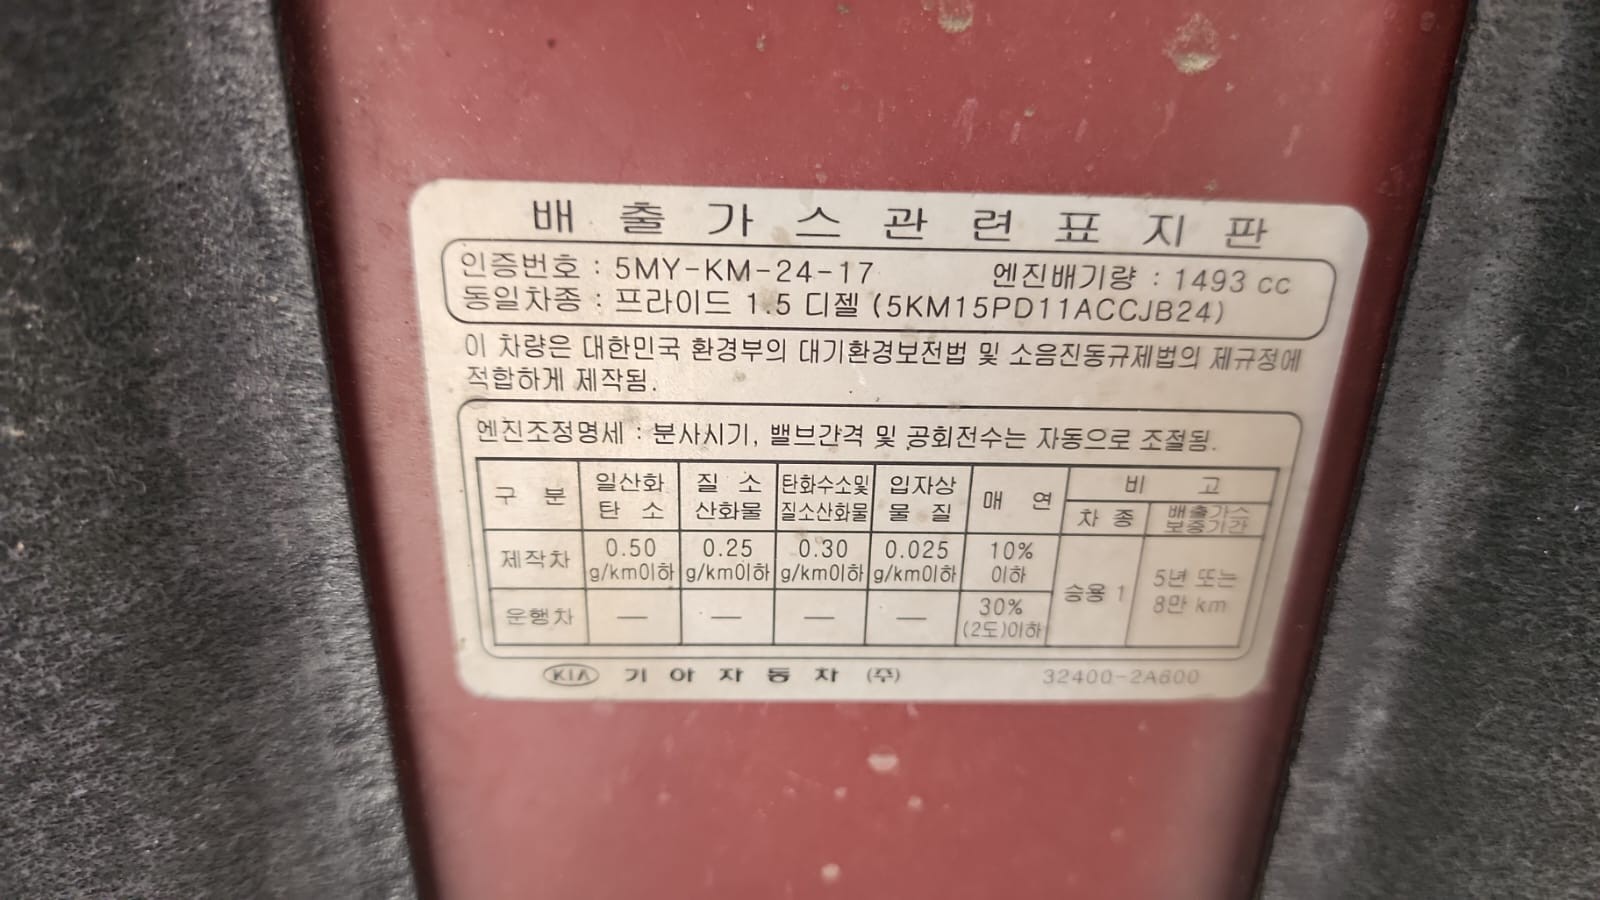 배출가스관련표지판
인증번호 : 5MY-KM-24-17 엔진배기량 : 1493 cc
동일차종 : 프라이드 1.5 디젤 (5KM15PD11ACCJB24)
이 차량은 대한민국 환경부의 대기환경보전법 및 소음진동규제법의 제규정에
적합하게 제작됨.
엔진조정명세 : 분사시기, 밸브간격 및 공회전수는 자동으로 조절됨.
구 분 일산화 탄 소 질 소 산화물 탄화수소및 질소산화물 입자상 물 질 매 연 비 고
차 종 배출가스 보증기간
제작차 0.50 g/km이하 0.25 g/km이하 0.30 g/km이하 0.025 g/km이하 10% 이하 승용 1 5년 또는 8만 km
운행차 — — — — 30% (2도)이하
KIA 기아자동차 (주) 32400-2A600